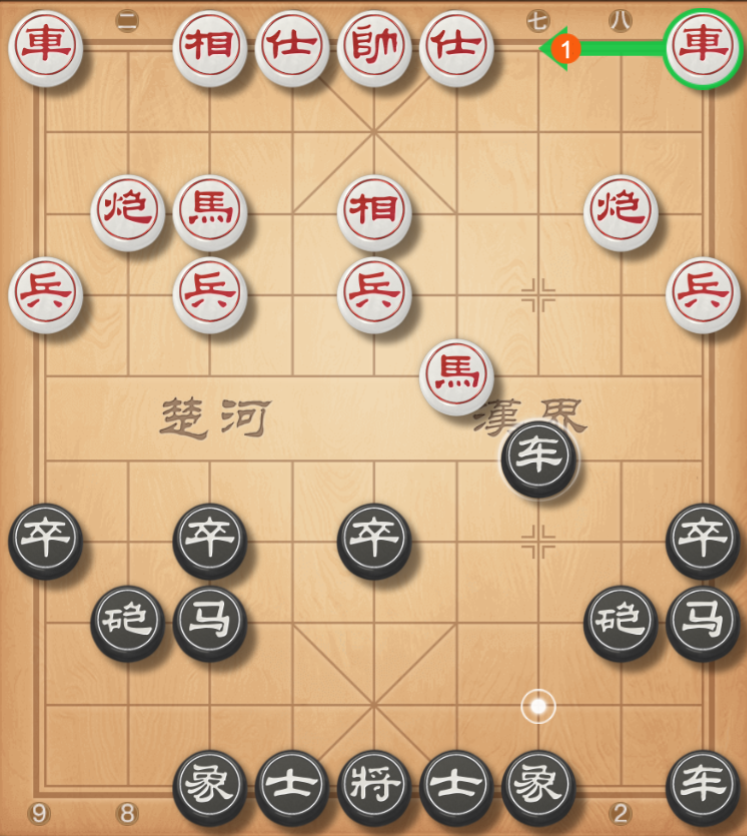 二 七 八
車 相 仕 帥 仕 1 車
炮 馬 相 炮
兵 兵 兵 兵
馬
楚河 漢界
车
卒 卒 卒 卒
砲 马 砲 马
象 士 将 士 象 车
9 8 2